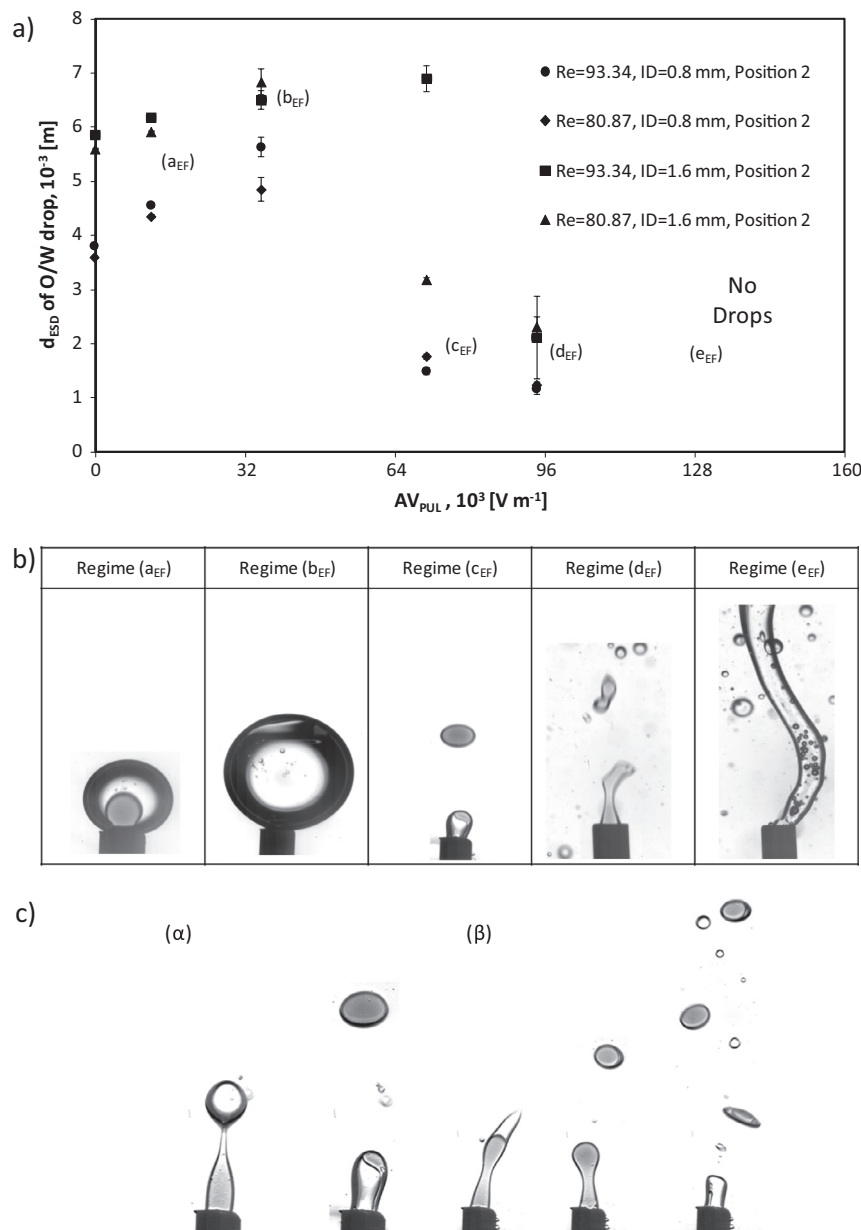 a)
8
7
6
5
4
3
2
1
0
d_ESD of O/W drop, 10⁻³ [m]
0 32 64 96 128 160
AV_PUL , 10³ [V m⁻¹]
(a_EF)
(b_EF)
(c_EF)
(d_EF)
(e_EF)
No
Drops
Re=93.34, ID=0.8 mm, Position 2
Re=80.87, ID=0.8 mm, Position 2
Re=93.34, ID=1.6 mm, Position 2
Re=80.87, ID=1.6 mm, Position 2
b)
Regime (a_EF) Regime (b_EF) Regime (c_EF) Regime (d_EF) Regime (e_EF)
c)
(α) (β)